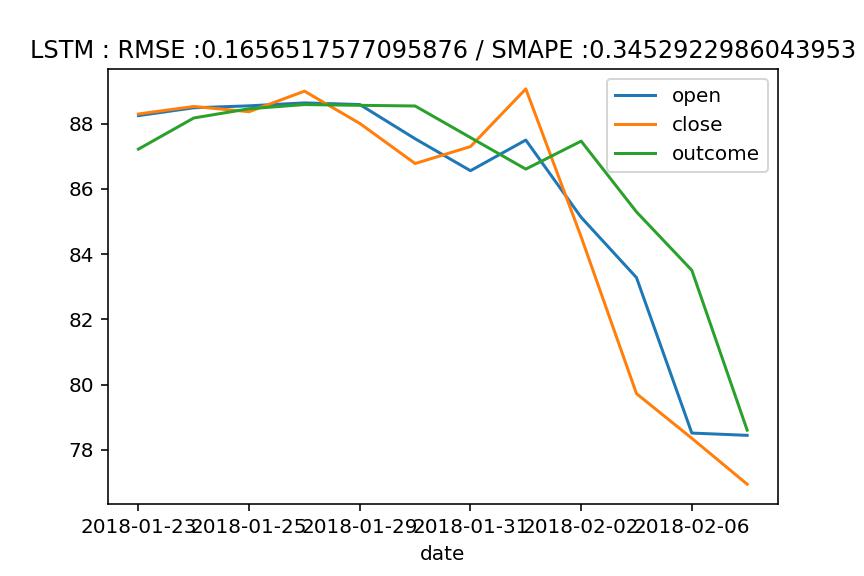 LSTM : RMSE :0.1656517577095876 / SMAPE :0.3452922986043953
open
close
outcome
88
86
84
82
80
78
2018-01-23 2018-01-25 2018-01-29 2018-01-31 2018-02-02 2018-02-06
date